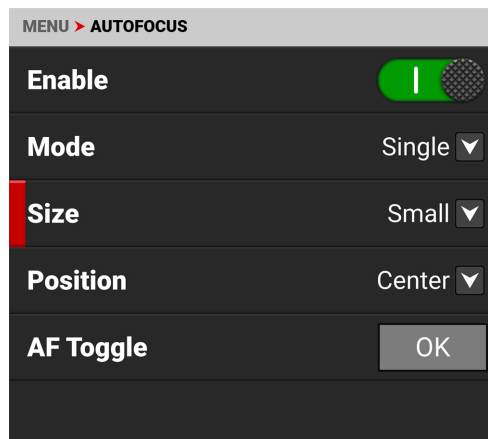 MENU ➤ AUTOFOCUS
Enable
Mode Single
Size Small
Position Center
AF Toggle OK